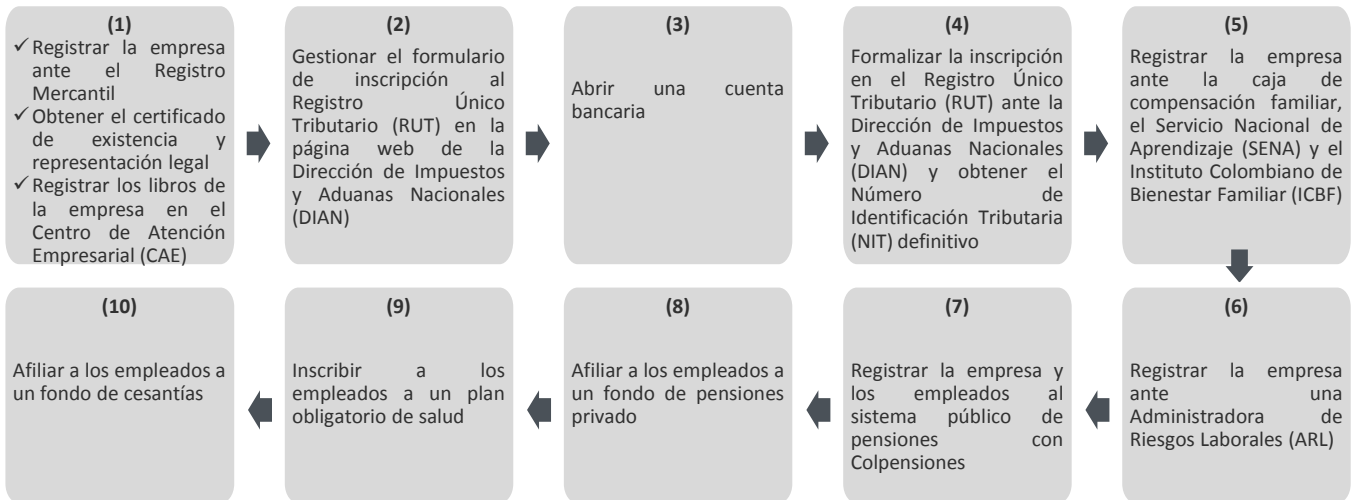 (1)
✓ Registrar la empresa
ante el Registro
Mercantil
✓ Obtener el certificado
de existencia y
representación legal
✓ Registrar los libros de
la empresa en el
Centro de Atención
Empresarial (CAE)
(2)
Gestionar el formulario
de inscripción al
Registro Único
Tributario (RUT) en la
página web de la
Dirección de Impuestos
y Aduanas Nacionales
(DIAN)
(3)
Abrir una cuenta
bancaria
(4)
Formalizar la inscripción
en el Registro Único
Tributario (RUT) ante la
Dirección de Impuestos
y Aduanas Nacionales
(DIAN) y obtener el
Número de
Identificación Tributaria
(NIT) definitivo
(5)
Registrar la empresa
ante la caja de
compensación familiar,
el Servicio Nacional de
Aprendizaje (SENA) y el
Instituto Colombiano de
Bienestar Familiar (ICBF)
(6)
Registrar la empresa
ante una
Administradora de
Riesgos Laborales (ARL)
(7)
Registrar la empresa y
los empleados al
sistema público de
pensiones con
Colpensiones
(8)
Afiliar a los empleados a
un fondo de pensiones
privado
(9)
Inscribir a los
empleados a un plan
obligatorio de salud
(10)
Afiliar a los empleados a
un fondo de cesantías